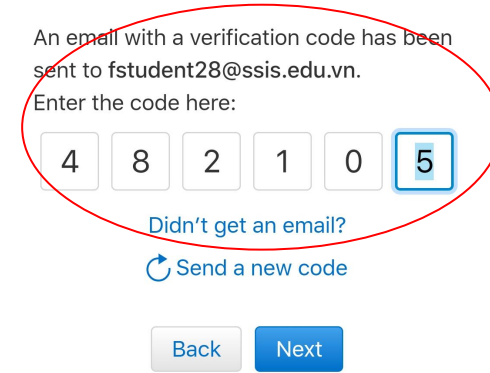 An email with a verification code has been
sent to fstudent28@ssis.edu.vn.
Enter the code here:
4 8 2 1 0 5
Didn't get an email?
Send a new code
Back Next